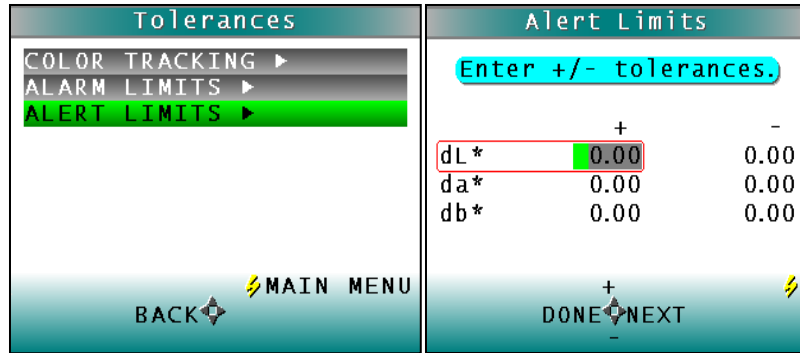 Tolerances
COLOR TRACKING ▶
ALARM LIMITS ▶
ALERT LIMITS ▶
MAIN MENU
BACK
Alert Limits
Enter +/- tolerances.
+ -
dL* 0.00 0.00
da* 0.00 0.00
db* 0.00 0.00
+
DONE NEXT
-